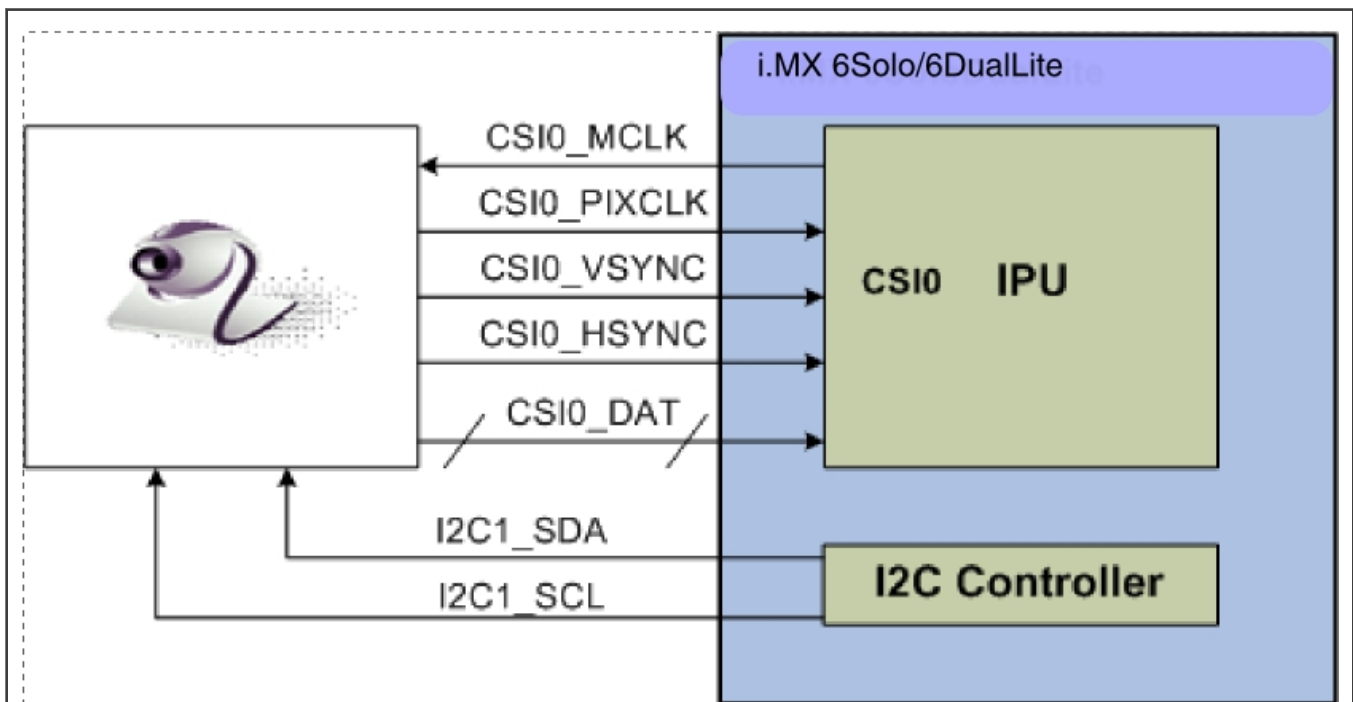 i.MX 6Solo/6DualLite
CSI0_MCLK
CSI0_PIXCLK
CSI0_VSYNC
CSI0 IPU
CSI0_HSYNC
CSI0_DAT
I2C1_SDA
I2C Controller
I2C1_SCL